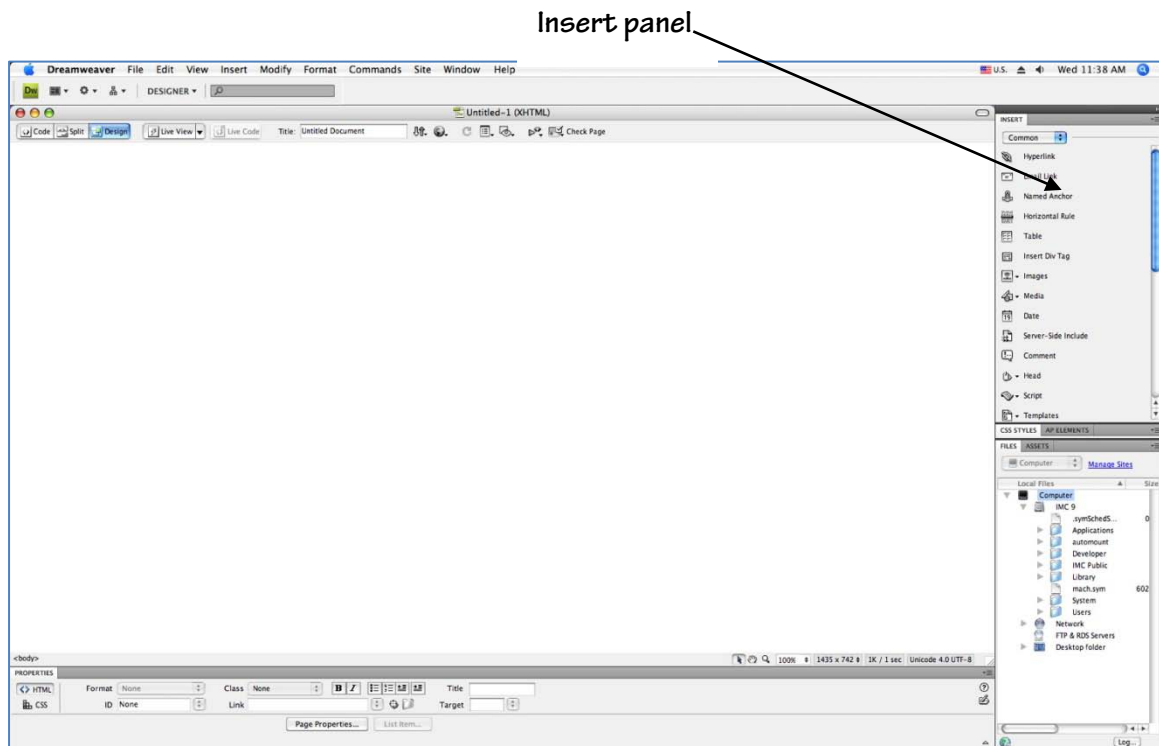 Insert panel
Dreamweaver File Edit View Insert Modify Format Commands Site Window Help U.S. Wed 11:38 AM
Dw DESIGNER
Untitled-1 (XHTML)
Code Split Design Live View Live Code Title: Untitled Document Check Page
INSERT
Common
Hyperlink
Email Link
Named Anchor
Horizontal Rule
Table
Insert Div Tag
Images
Media
Date
Server-Side Include
Comment
Head
Script
Templates
CSS STYLES AP ELEMENTS
FILES ASSETS
Computer Manage Sites
Local Files Size
Computer
IMC 9
.symSchedS... 0
Applications
automount
Developer
IMC Public
Library
mach.sym 602
System
Users
Network
FTP & RDS Servers
Desktop folder
<body> 100% 1435 x 742 1K / 1 sec Unicode 4.0 UTF-8
PROPERTIES
<> HTML Format None Class None B I Title
CSS ID None Link Target
Page Properties... List Item...
Log...